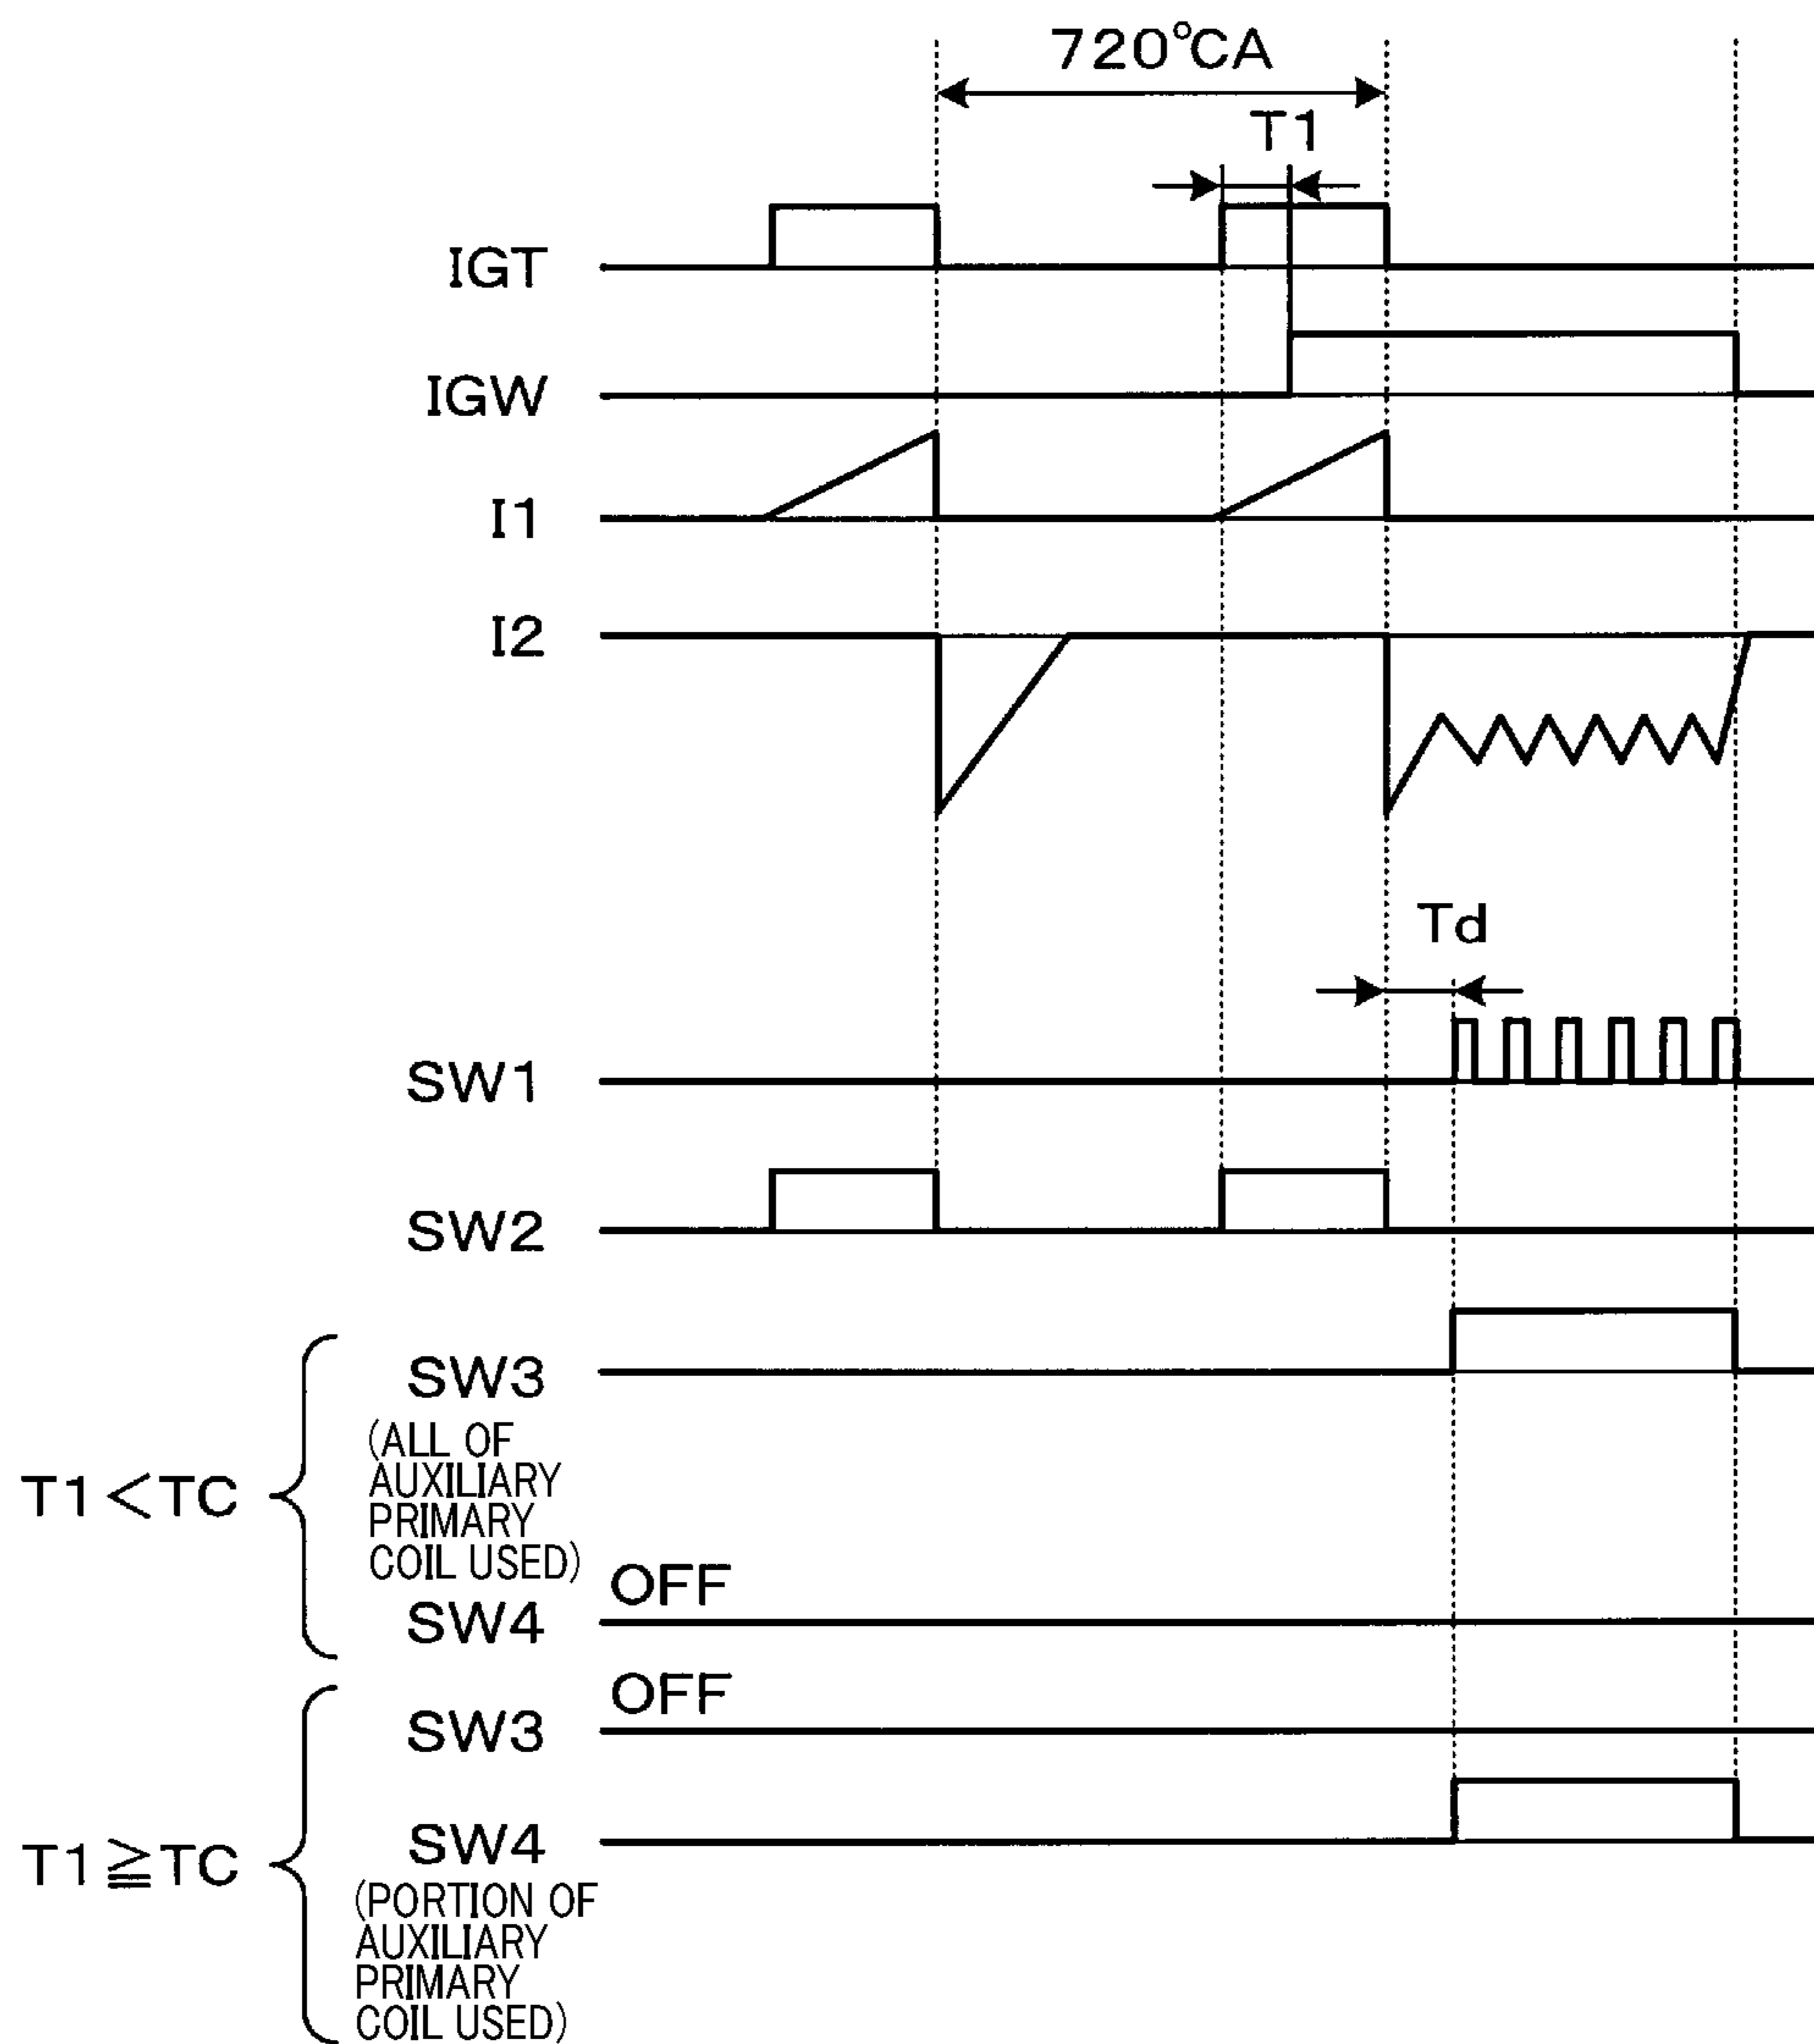 720°CA
T1
IGT
IGW
I1
I2
Td
SW1
SW2
SW3
(ALL OF
AUXILIARY
PRIMARY
COIL USED)
T1<TC
OFF
SW4
OFF
SW3
T1≧TC
SW4
(PORTION OF
AUXILIARY
PRIMARY
COIL USED)